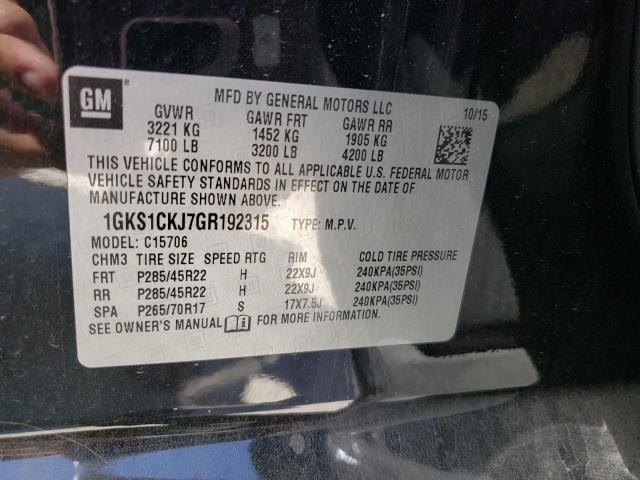 GM
®
MFD BY GENERAL MOTORS LLC 10/15
GVWR GAWR FRT GAWR RR
3221 KG 1452 KG 1905 KG
7100 LB 3200 LB 4200 LB
THIS VEHICLE CONFORMS TO ALL APPLICABLE U.S. FEDERAL MOTOR
VEHICLE SAFETY STANDARDS IN EFFECT ON THE DATE OF
MANUFACTURE SHOWN ABOVE.
1GKS1CKJ7GR192315 TYPE: M.P.V.
MODEL: C15706
CHM3 TIRE SIZE SPEED RTG RIM COLD TIRE PRESSURE
FRT P285/45R22 H 22X9J 240KPA(35PSI)
RR P285/45R22 H 22X9J 240KPA(35PSI)
SPA P265/70R17 S 17X7.5J 240KPA(35PSI)
SEE OWNER'S MANUAL FOR MORE INFORMATION.